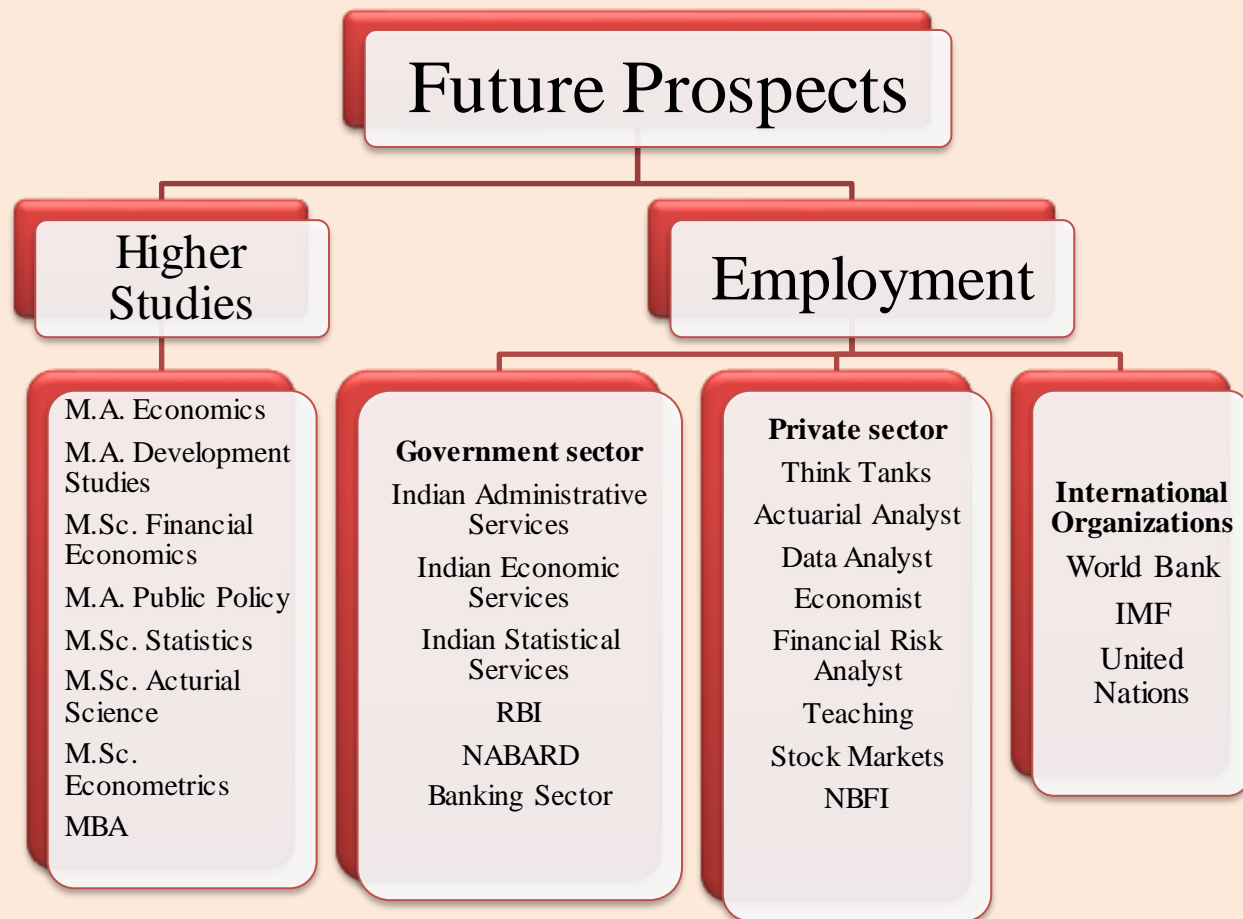 Future Prospects
Higher
Studies
M.A. Economics
M.A. Development
Studies
M.Sc. Financial
Economics
M.A. Public Policy
M.Sc. Statistics
M.Sc. Acturial
Science
M.Sc.
Econometrics
MBA
Employment
Government sector
Indian Administrative
Services
Indian Economic
Services
Indian Statistical
Services
RBI
NABARD
Banking Sector
Private sector
Think Tanks
Actuarial Analyst
Data Analyst
Economist
Financial Risk
Analyst
Teaching
Stock Markets
NBFI
International
Organizations
World Bank
IMF
United
Nations